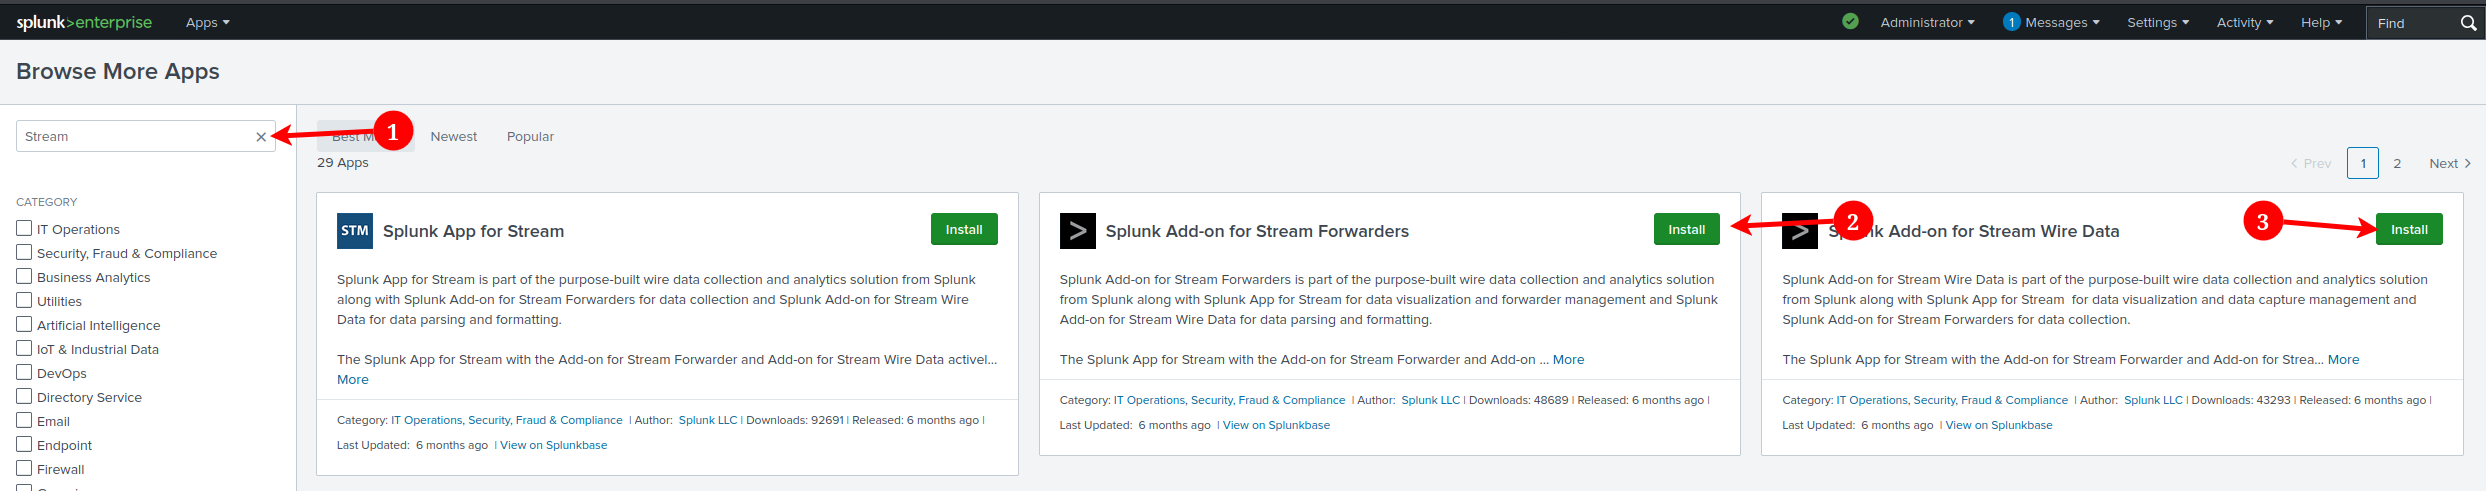 splunk>enterprise Apps Administrator 1 Messages Settings Activity Help Find
Browse More Apps
Stream
1
Best M
Newest
Popular
29 Apps
Prev 1 2 Next
CATEGORY
IT Operations
Security, Fraud & Compliance
Business Analytics
Utilities
Artificial Intelligence
IoT & Industrial Data
DevOps
Directory Service
Email
Endpoint
Firewall
STM Splunk App for Stream Install
Splunk App for Stream is part of the purpose-built wire data collection and analytics solution from Splunk
along with Splunk Add-on for Stream Forwarders for data collection and Splunk Add-on for Stream Wire
Data for data parsing and formatting.
The Splunk App for Stream with the Add-on for Stream Forwarder and Add-on for Stream Wire Data activel...
More
Category: IT Operations, Security, Fraud & Compliance | Author: Splunk LLC | Downloads: 92691 | Released: 6 months ago |
Last Updated: 6 months ago | View on Splunkbase
> Splunk Add-on for Stream Forwarders Install
2
Splunk Add-on for Stream Forwarders is part of the purpose-built wire data collection and analytics solution
from Splunk along with Splunk App for Stream for data visualization and forwarder management and Splunk
Add-on for Stream Wire Data for data parsing and formatting.
The Splunk App for Stream with the Add-on for Stream Forwarder and Add-on ... More
Category: IT Operations, Security, Fraud & Compliance | Author: Splunk LLC | Downloads: 48689 | Released: 6 months ago |
Last Updated: 6 months ago | View on Splunkbase
> Splunk Add-on for Stream Wire Data Install
3
Splunk Add-on for Stream Wire Data is part of the purpose-built wire data collection and analytics solution
from Splunk along with Splunk App for Stream for data visualization and data capture management and
Splunk Add-on for Stream Forwarders for data collection.
The Splunk App for Stream with the Add-on for Stream Forwarder and Add-on for Strea... More
Category: IT Operations, Security, Fraud & Compliance | Author: Splunk LLC | Downloads: 43293 | Released: 6 months ago |
Last Updated: 6 months ago | View on Splunkbase